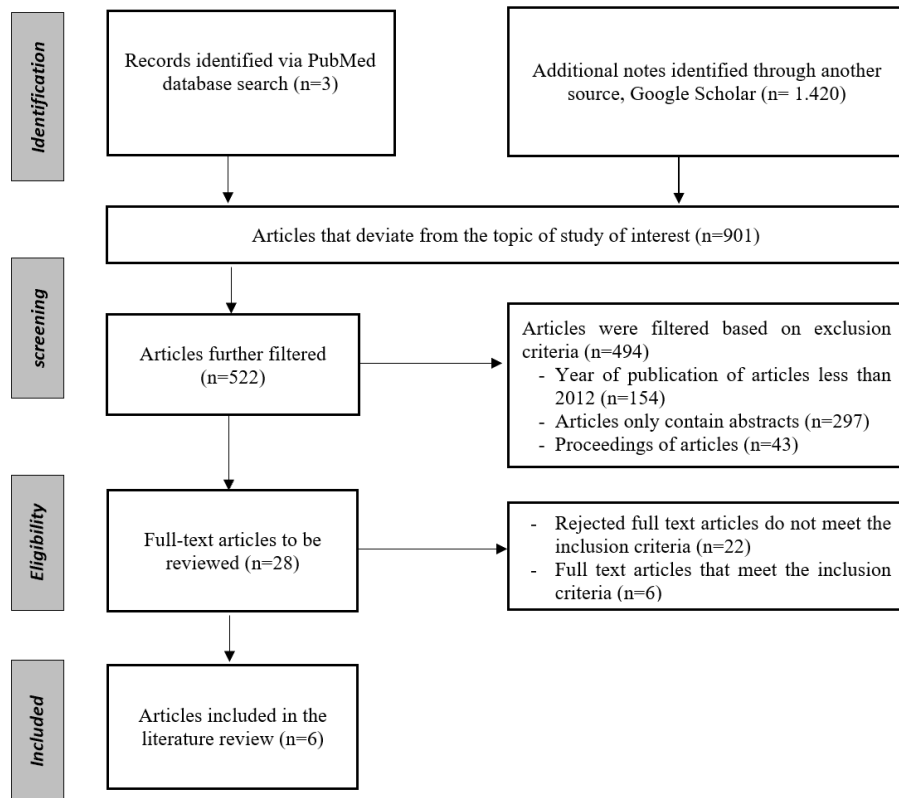 Identification
Records identified via PubMed
database search (n=3)
Additional notes identified through another
source, Google Scholar (n= 1.420)
Articles that deviate from the topic of study of interest (n=901)
screening
Articles further filtered
(n=522)
Articles were filtered based on exclusion
criteria (n=494)
- Year of publication of articles less
than 2012 (n=154)
- Articles only contain abstracts (n=297)
- Proceedings of articles (n=43)
Eligibility
Full-text articles to be
reviewed (n=28)
- Rejected full text articles do not meet the
inclusion criteria (n=22)
- Full text articles that meet the inclusion
criteria (n=6)
Included
Articles included in the
literature review (n=6)